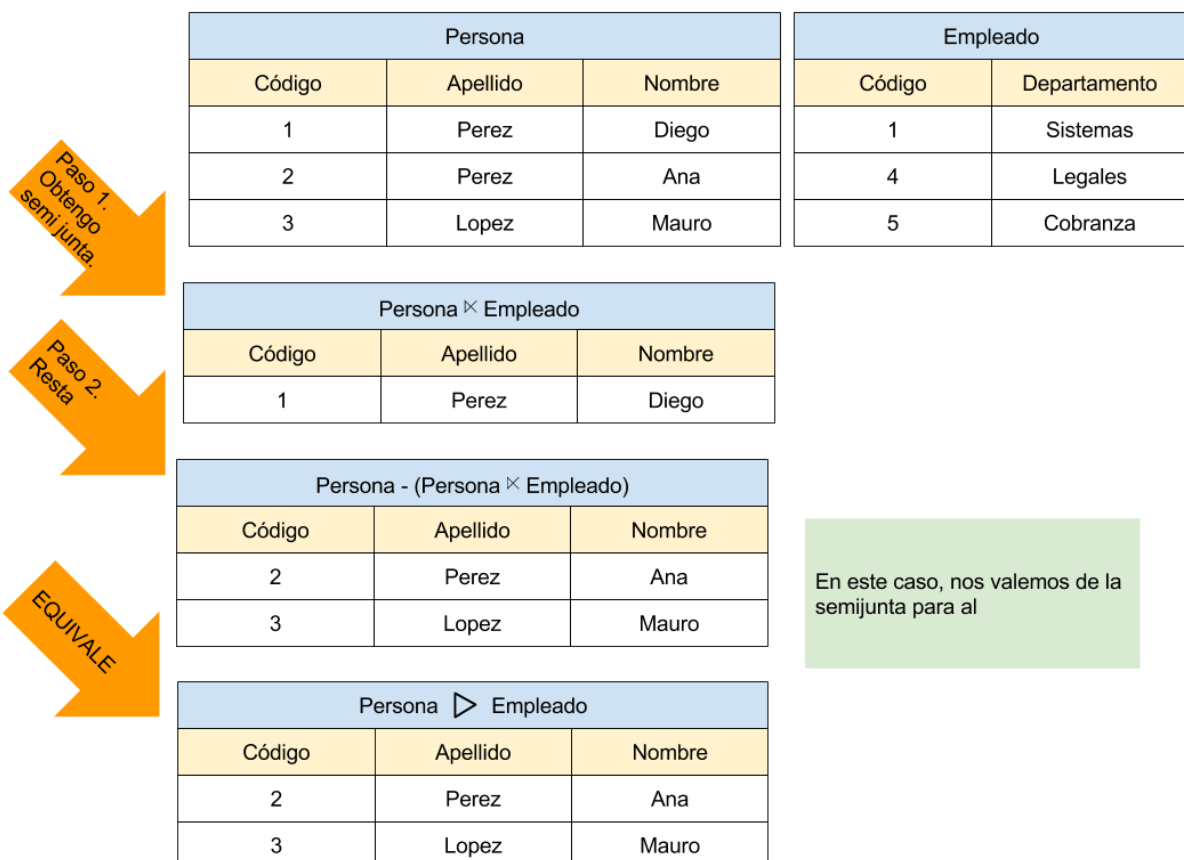 Persona Empleado
Código Apellido Nombre Código Departamento
1 Perez Diego 1 Sistemas
2 Perez Ana 4 Legales
3 Lopez Mauro 5 Cobranza
Paso 1.
Obtengo
semi junta.
Persona ⋉ Empleado
Código Apellido Nombre
1 Perez Diego
Paso 2.
Resta
Persona - (Persona ⋉ Empleado)
Código Apellido Nombre
2 Perez Ana
3 Lopez Mauro
En este caso, nos valemos de la
semijunta para al
EQUIVALE
Persona ▷ Empleado
Código Apellido Nombre
2 Perez Ana
3 Lopez Mauro